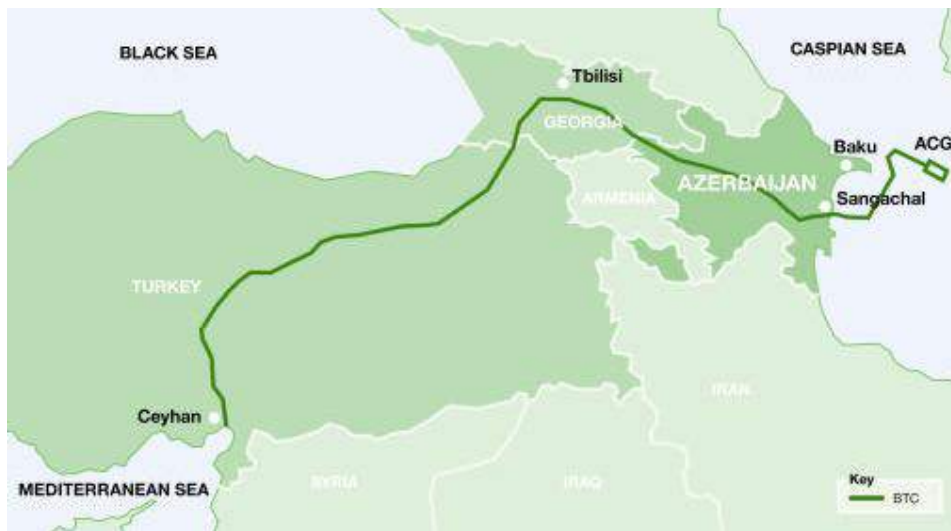 BLACK SEA
CASPIAN SEA
Tbilisi
GEORGIA
Baku
ACG
AZERBAIJAN
ARMENIA
Sangachal
TURKEY
IRAN
Ceyhan
SYRIA
IRAQ
MEDITERRANEAN SEA
Key
BTC